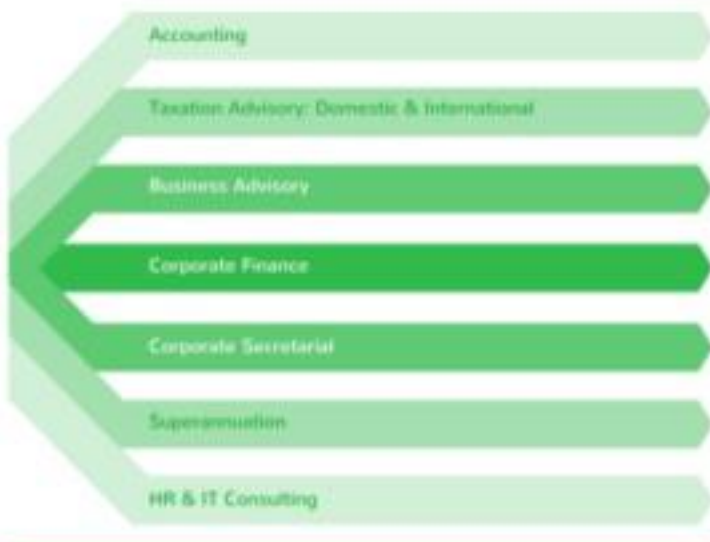 Accounting
Taxation Advisory: Domestic & International
Business Advisory
Corporate Finance
Corporate Secretarial
Superannuation
HR & IT Consulting